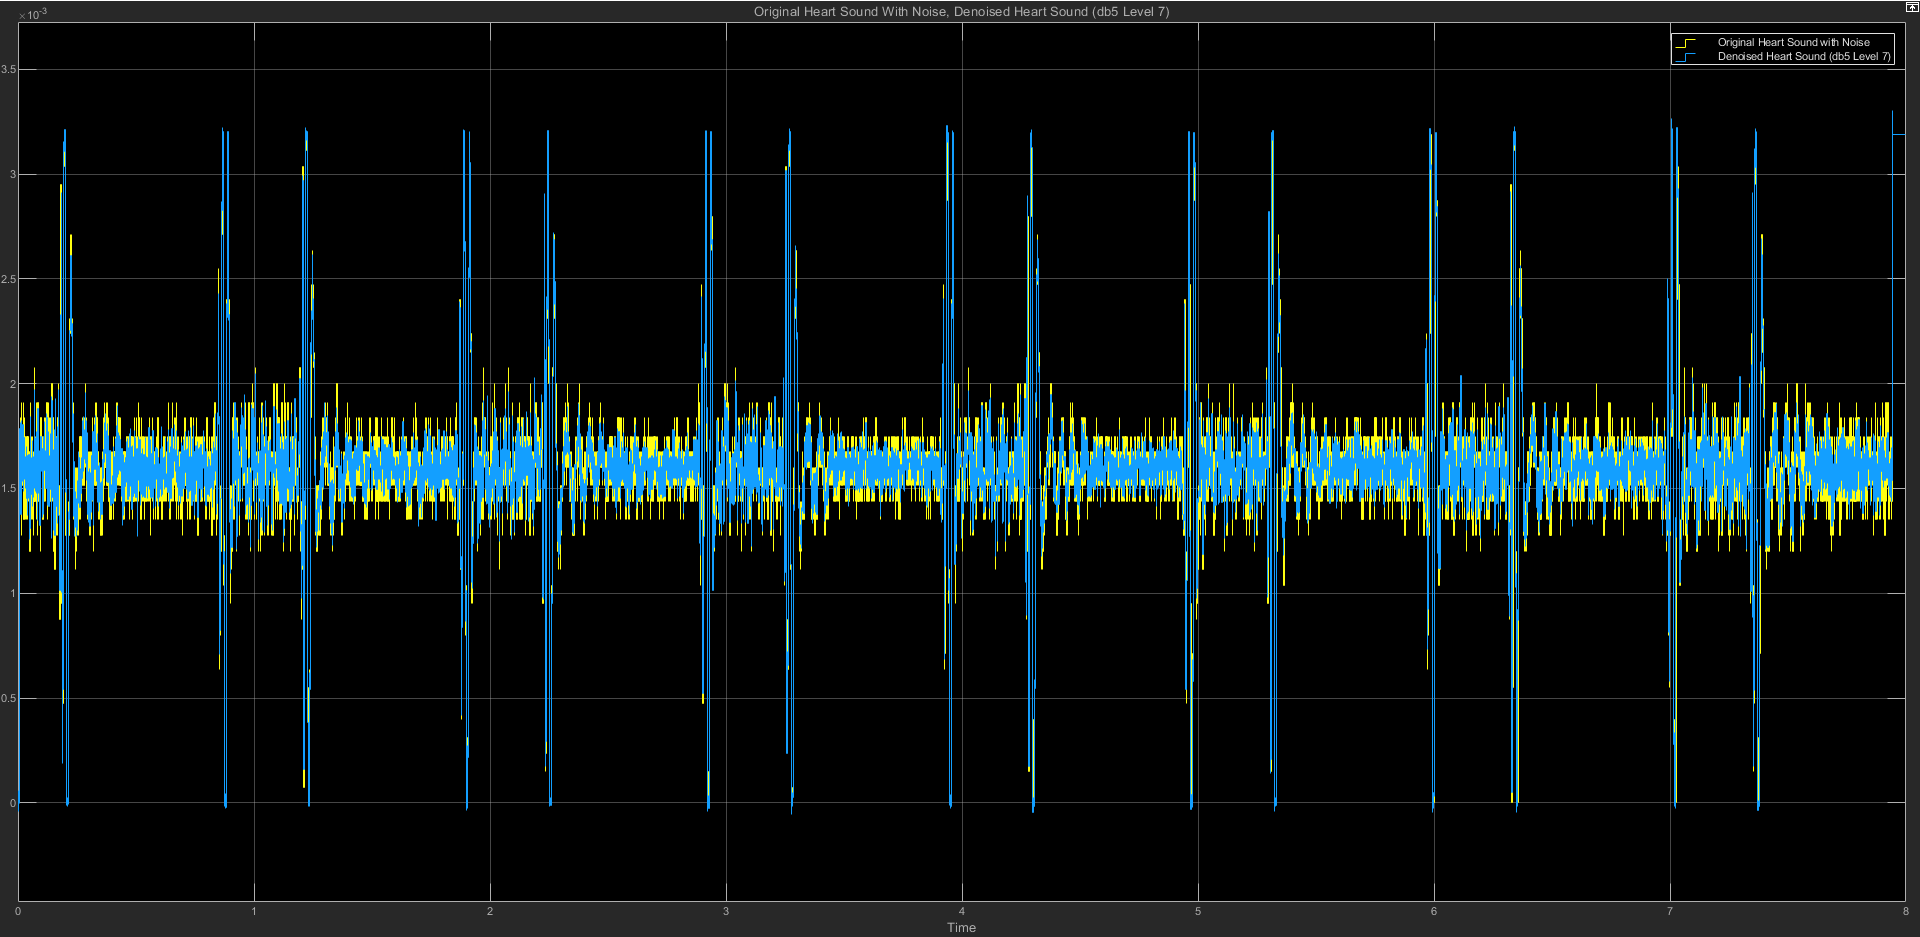 ×10⁻³
Original Heart Sound With Noise, Denoised Heart Sound (db5 Level 7)
Original Heart Sound with Noise
Denoised Heart Sound (db5 Level 7)
3.5
3
2.5
2
1.5
1
0.5
0
0 1 2 3 4 5 6 7 8
Time